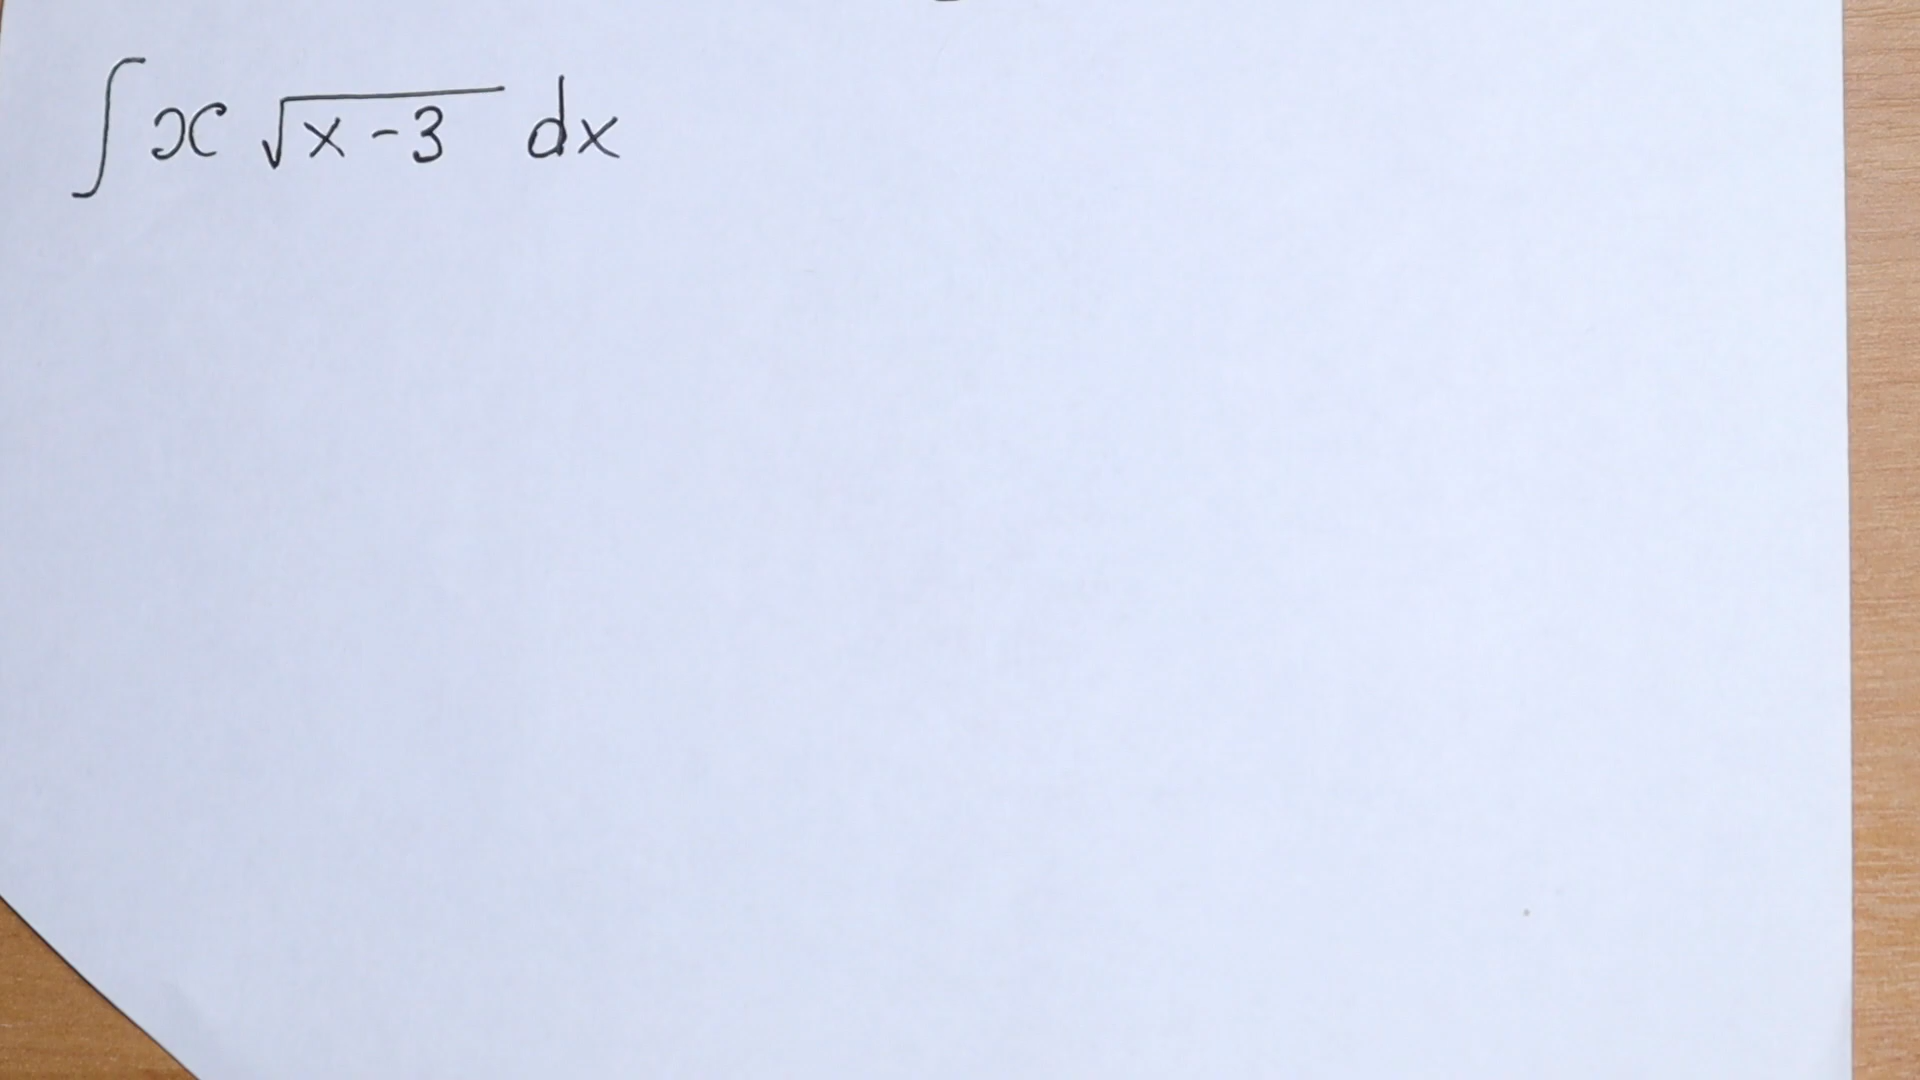 ∫ x √(x-3) dx